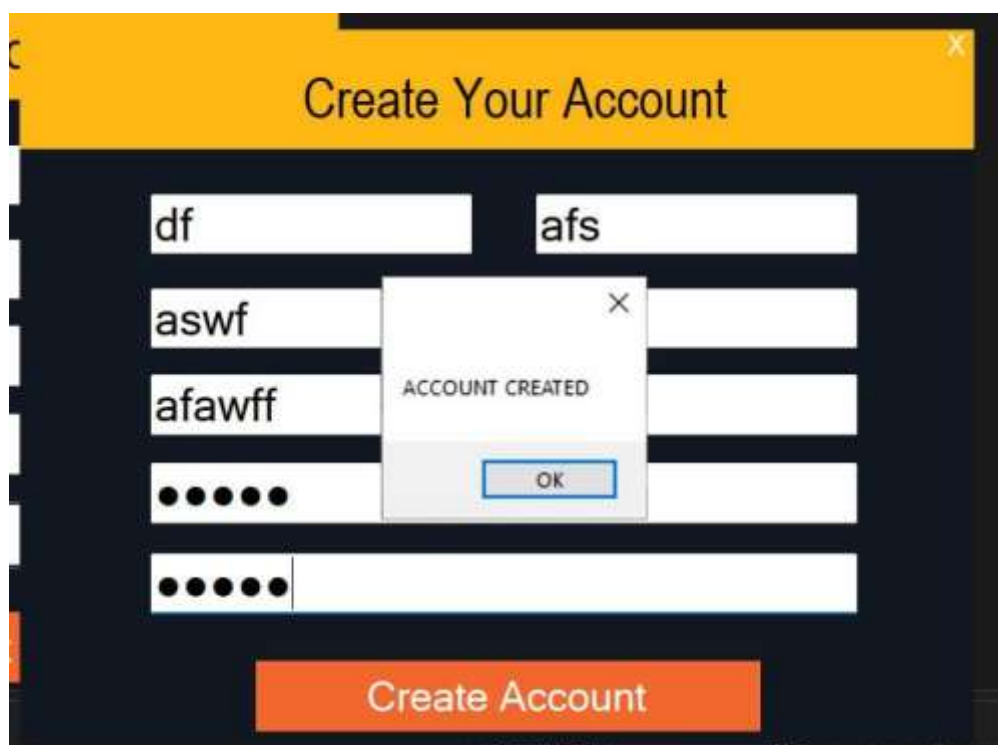 X
Create Your Account
df afs
aswf
afawff
ACCOUNT CREATED
OK
●●●●●
●●●●●
Create Account